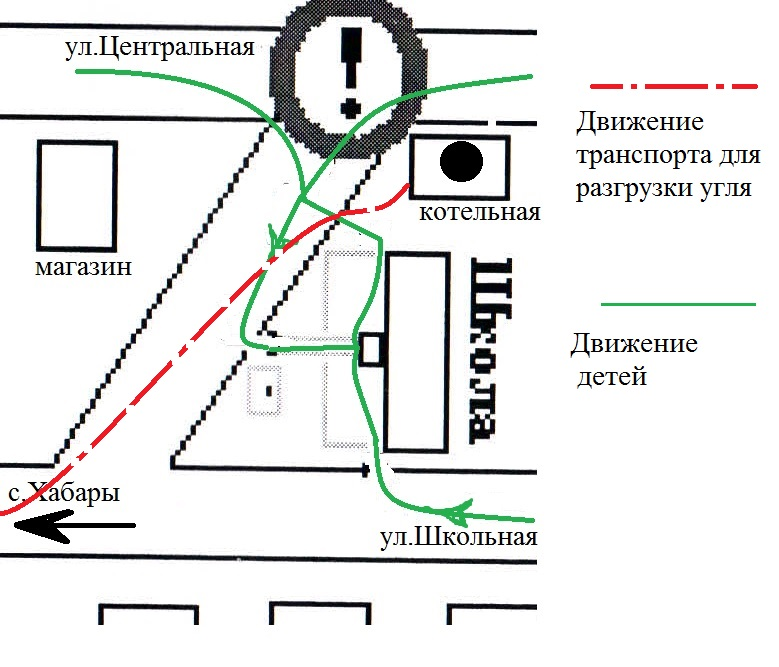 ул.Центральная
!
Движение
транспорта для
разгрузки угля
котельная
магазин
Школа
Движение
детей
с.Хабары
ул.Школьная